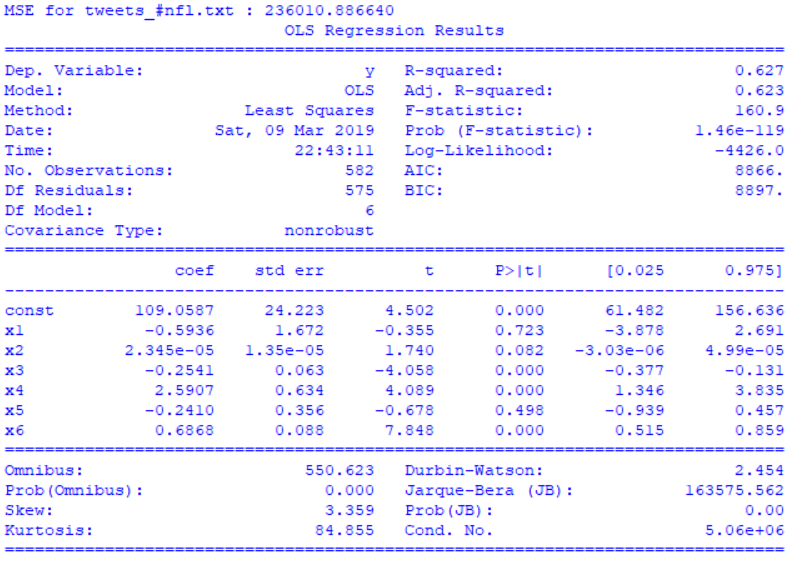 MSE for tweets_#nfl.txt : 236010.886640
OLS Regression Results
==============================================================================
Dep. Variable: y R-squared: 0.627
Model: OLS Adj. R-squared: 0.623
Method: Least Squares F-statistic: 160.9
Date: Sat, 09 Mar 2019 Prob (F-statistic): 1.46e-119
Time: 22:43:11 Log-Likelihood: -4426.0
No. Observations: 582 AIC: 8866.
Df Residuals: 575 BIC: 8897.
Df Model: 6
Covariance Type: nonrobust
==============================================================================
coef std err t P>|t| [0.025 0.975]
------------------------------------------------------------------------------
const 109.0587 24.223 4.502 0.000 61.482 156.636
x1 -0.5936 1.672 -0.355 0.723 -3.878 2.691
x2 2.345e-05 1.35e-05 1.740 0.082 -3.03e-06 4.99e-05
x3 -0.2541 0.063 -4.058 0.000 -0.377 -0.131
x4 2.5907 0.634 4.089 0.000 1.346 3.835
x5 -0.2410 0.356 -0.678 0.498 -0.939 0.457
x6 0.6868 0.088 7.848 0.000 0.515 0.859
==============================================================================
Omnibus: 550.623 Durbin-Watson: 2.454
Prob(Omnibus): 0.000 Jarque-Bera (JB): 163575.562
Skew: 3.359 Prob(JB): 0.00
Kurtosis: 84.855 Cond. No. 5.06e+06
==============================================================================